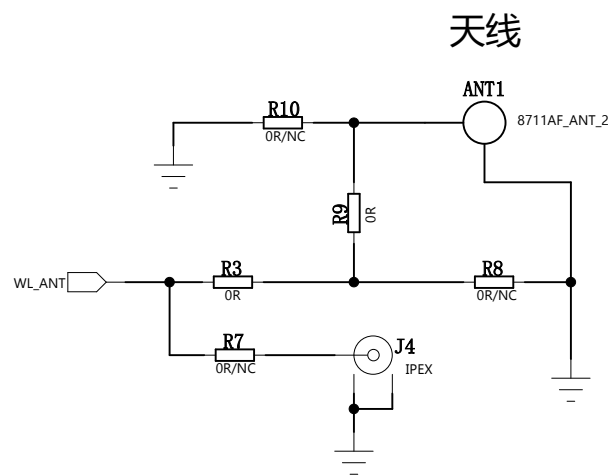 天线
ANT1
R10
8711AF_ANT_2
0R/NC
R9
0R
R3
R8
WL_ANT
0R
0R/NC
R7
J4
0R/NC
IPEX